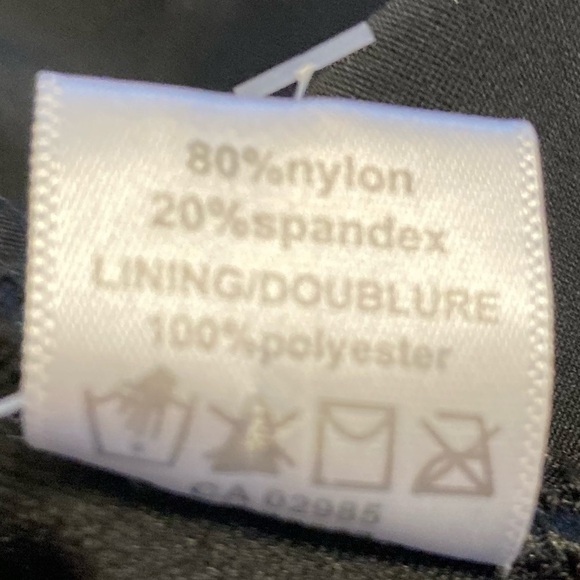 80%nylon
20%spandex
LINING/DOUBLURE
100%polyester
CA 02985